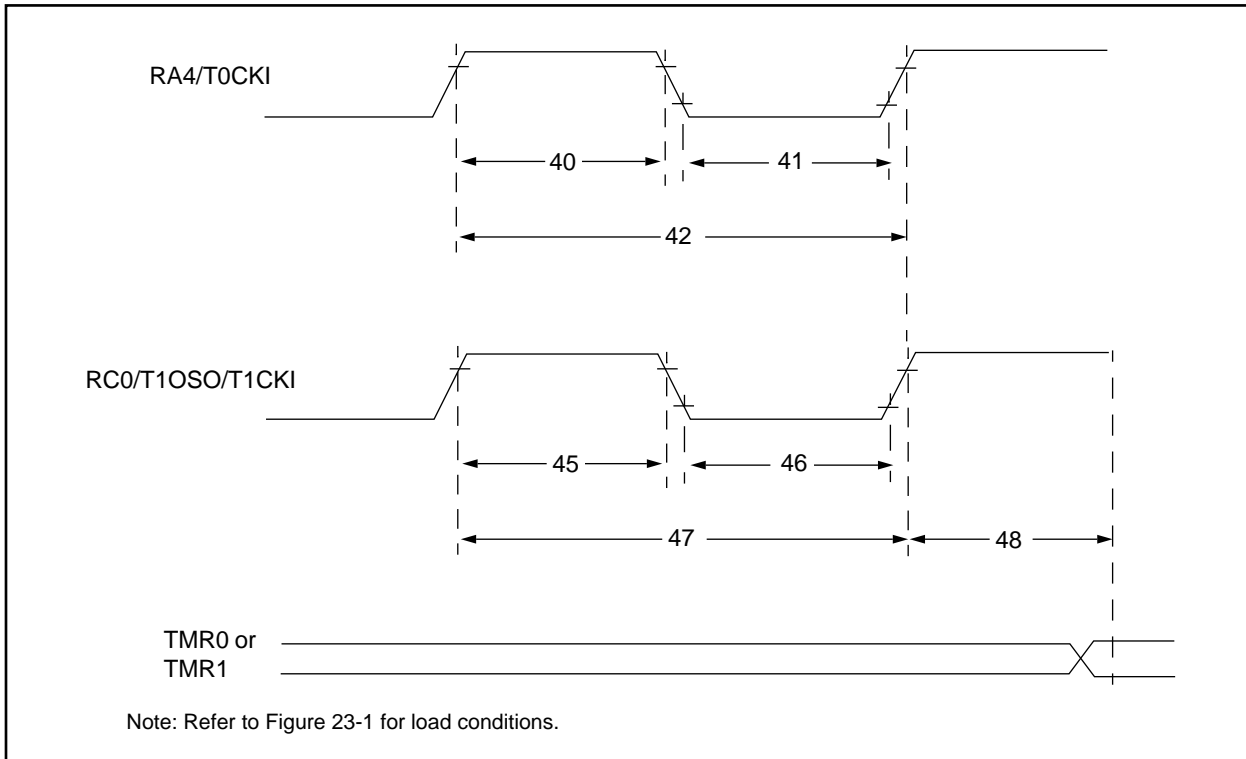 RA4/T0CKI
40
41
42
RC0/T1OSO/T1CKI
45
46
47
48
TMR0 or
TMR1
Note: Refer to Figure 23-1 for load conditions.